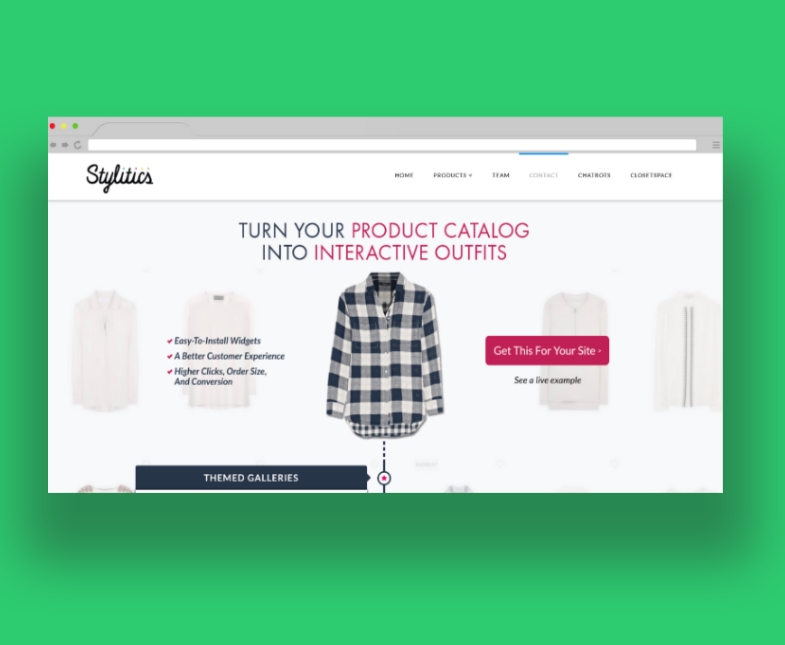 Stylitics
HOME PRODUCTS TEAM CONTACT CHATBOTS CLOSETSPACE
TURN YOUR PRODUCT CATALOG
INTO INTERACTIVE OUTFITS
Easy-To-Install Widgets
A Better Customer Experience
Higher Clicks, Order Size,
And Conversion
Get This For Your Site >
See a live example
THEMED GALLERIES